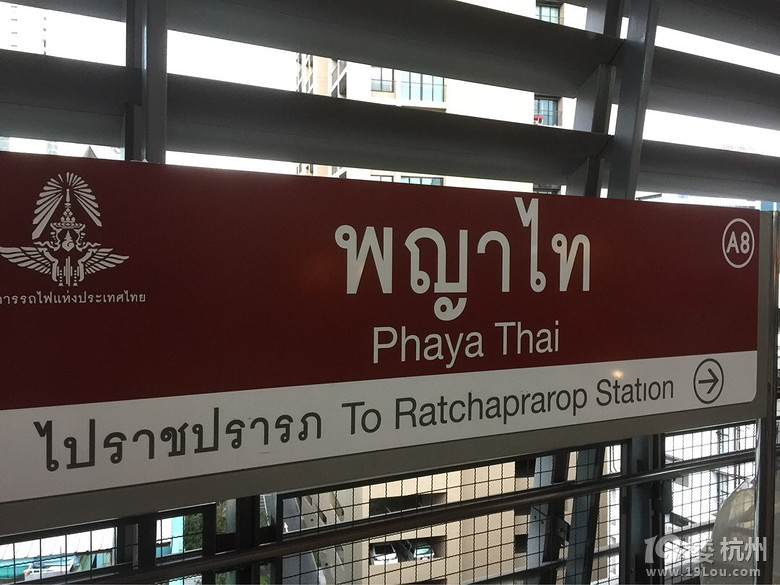 พญาไท
A8
Phaya Thai
การรถไฟแห่งประเทศไทย
ไปราชปรารภ To Ratchaprarop Station
19楼 杭州
www.19lou.com